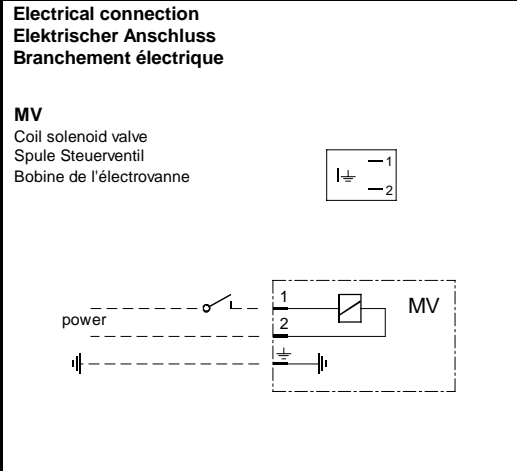 Electrical connection
Elektrischer Anschluss
Branchement électrique
MV
Coil solenoid valve
Spule Steuerventil
Bobine de l'électrovanne
1
2
1
MV
power
2